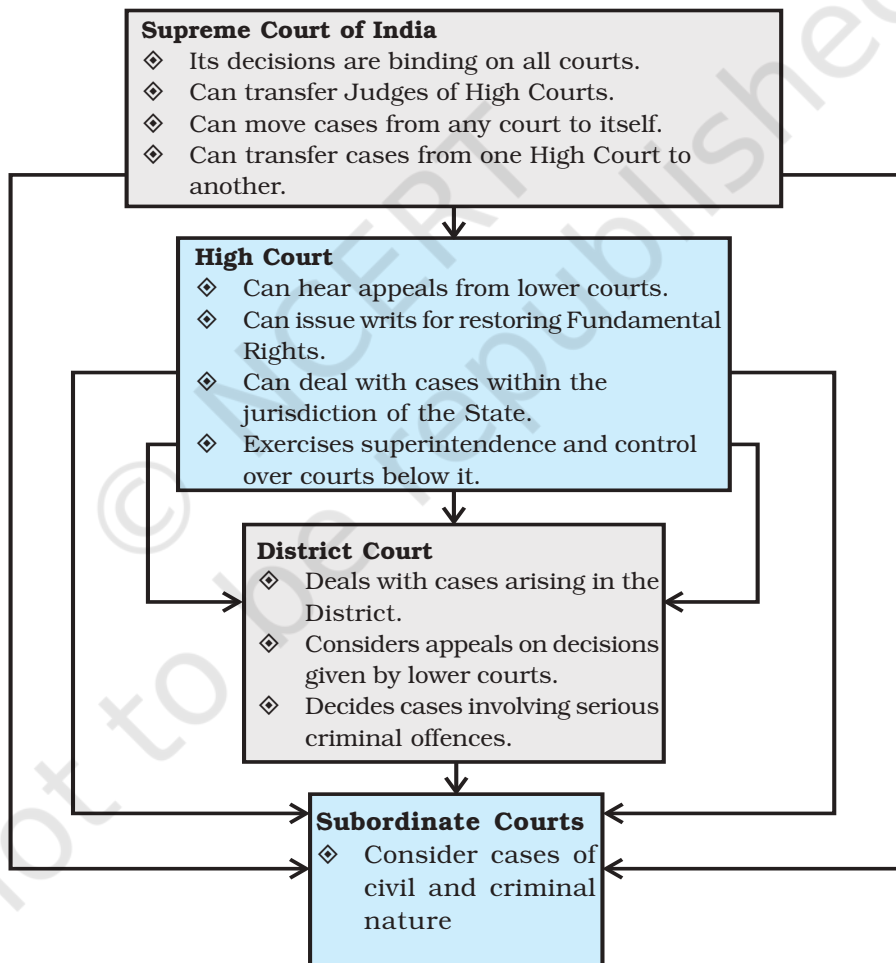 Supreme Court of India
◈ Its decisions are binding on all courts.
◈ Can transfer Judges of High Courts.
◈ Can move cases from any court to itself.
◈ Can transfer cases from one High Court to
another.
High Court
◈ Can hear appeals from lower courts.
◈ Can issue writs for restoring Fundamental
Rights.
◈ Can deal with cases within the
jurisdiction of the State.
◈ Exercises superintendence and control
over courts below it.
District Court
◈ Deals with cases arising in the
District.
◈ Considers appeals on decisions
given by lower courts.
◈ Decides cases involving serious
criminal offences.
Subordinate Courts
◈ Consider cases of
civil and criminal
nature
© NCERT
not to be republished